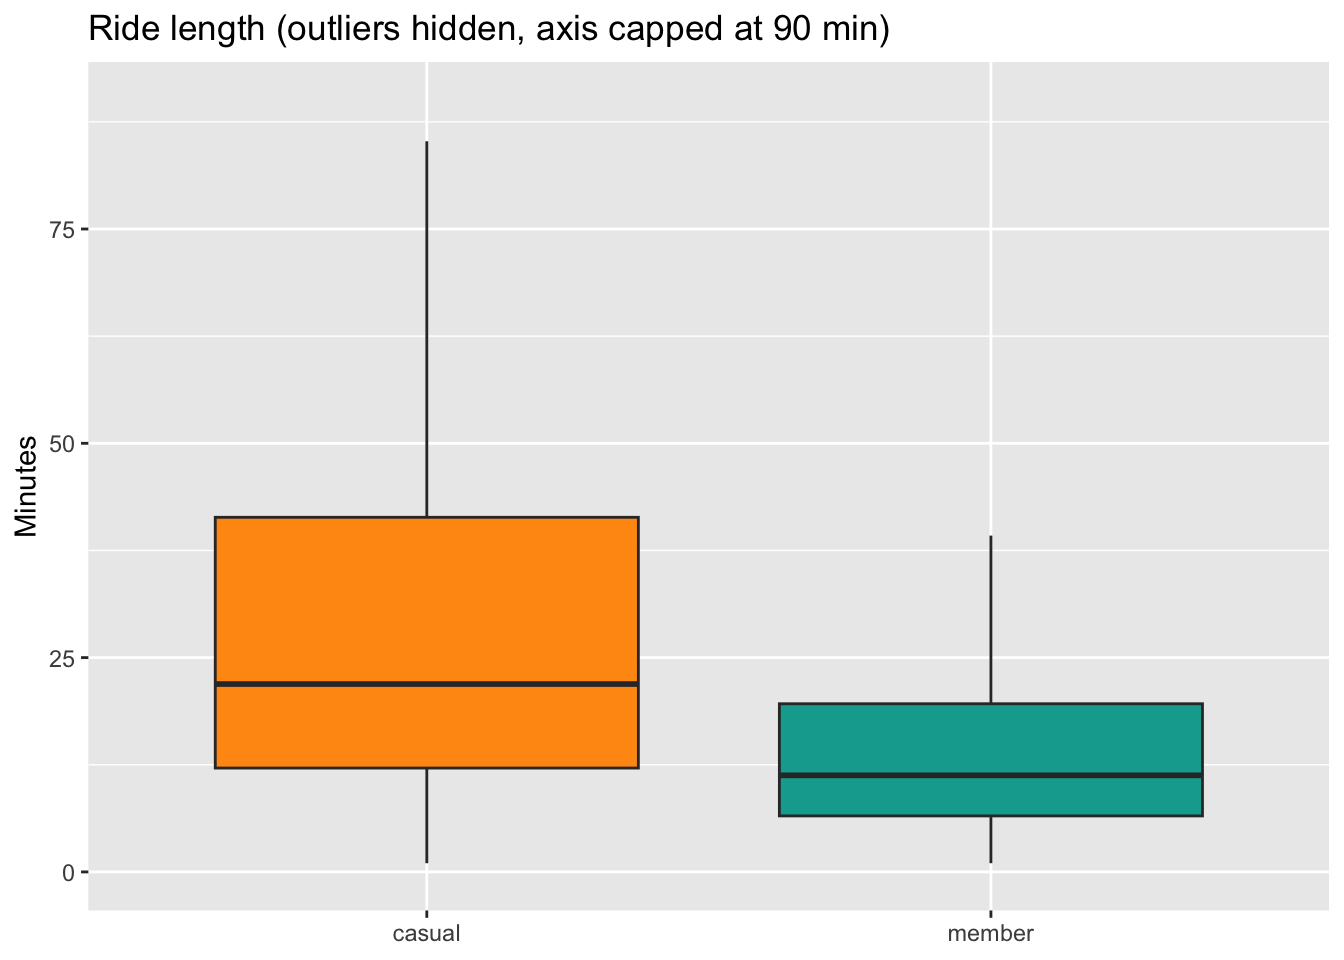 Ride length (outliers hidden, axis capped at 90 min)
Minutes
75
50
25
0
casual
member